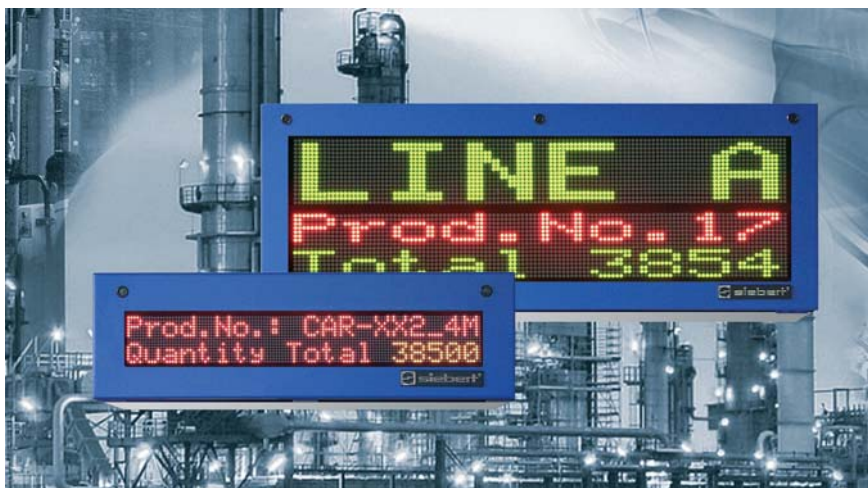 LINE A
Prod.No.17
Total 3854
siebert
Prod.No.: CAR-XX2_4M
Quantity Total 38500
siebert